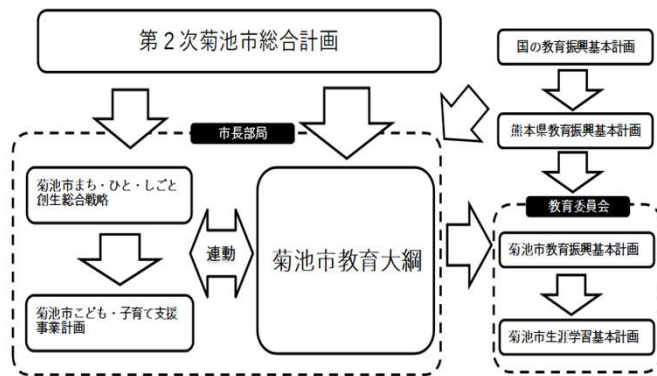 第２次菊池市総合計画
国の教育振興基本計画
熊本県教育振興基本計画
市長部局
菊池市まち・ひと・しごと
創生総合戦略
連動
菊池市教育大綱
菊池市こども・子育て支援
事業計画
教育委員会
菊池市教育振興基本計画
菊池市生涯学習基本計画